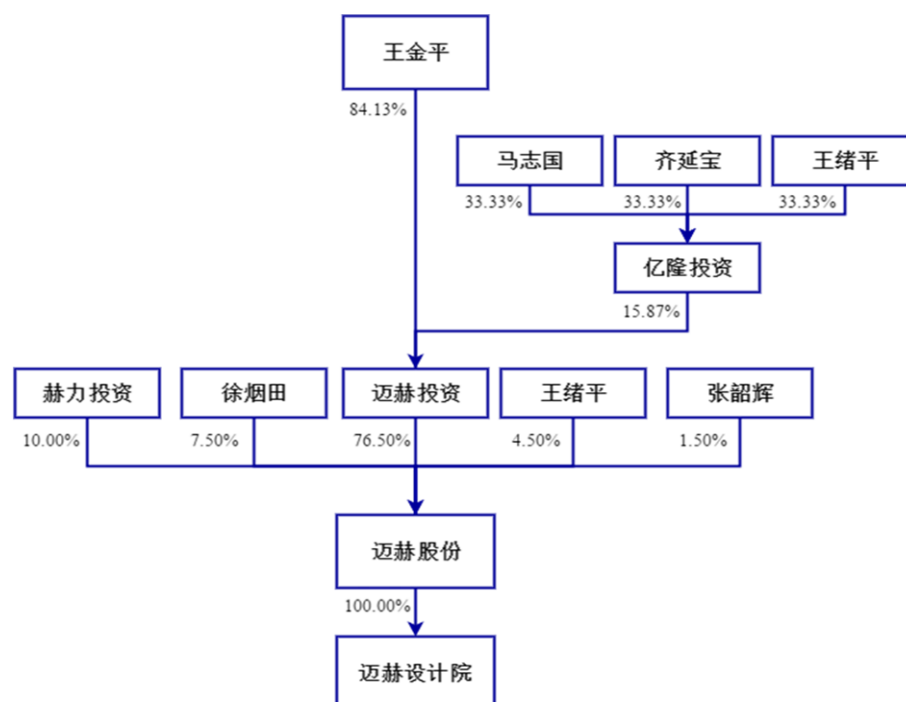 王金平
84.13%
马志国
齐延宝
王绪平
33.33%
33.33%
33.33%
亿隆投资
15.87%
赫力投资
徐烟田
迈赫投资
王绪平
张韶辉
10.00%
7.50%
76.50%
4.50%
1.50%
迈赫股份
100.00%
迈赫设计院